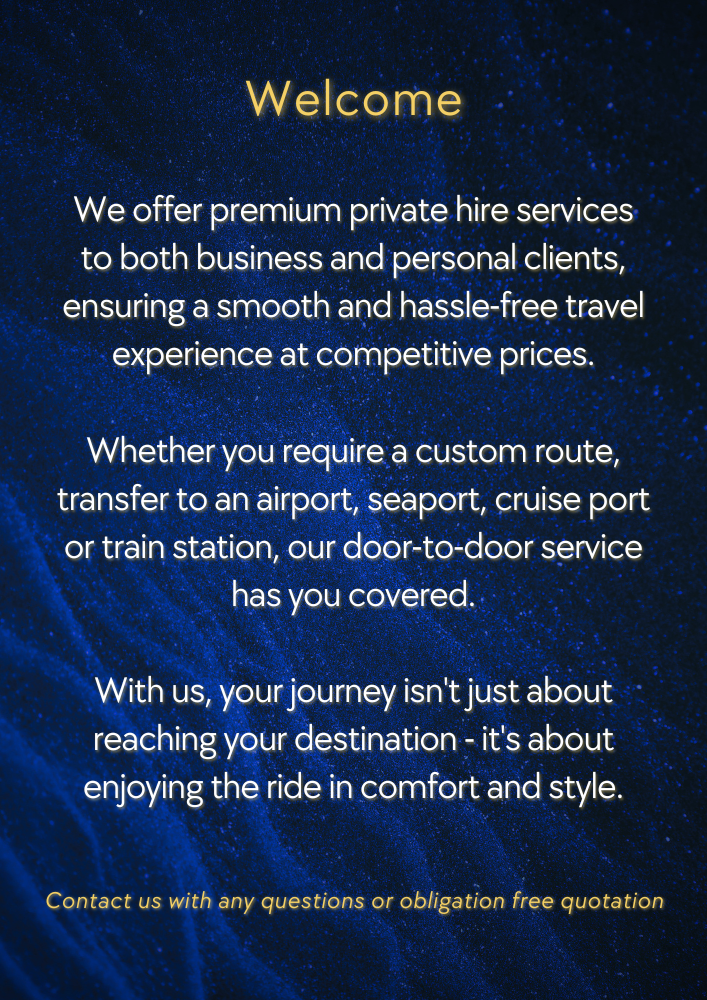 Welcome
We offer premium private hire services
to both business and personal clients,
ensuring a smooth and hassle-free travel
experience at competitive prices.
Whether you require a custom route,
transfer to an airport, seaport, cruise port
or train station, our door-to-door service
has you covered.
With us, your journey isn't just about
reaching your destination - it's about
enjoying the ride in comfort and style.
Contact us with any questions or obligation free quotation